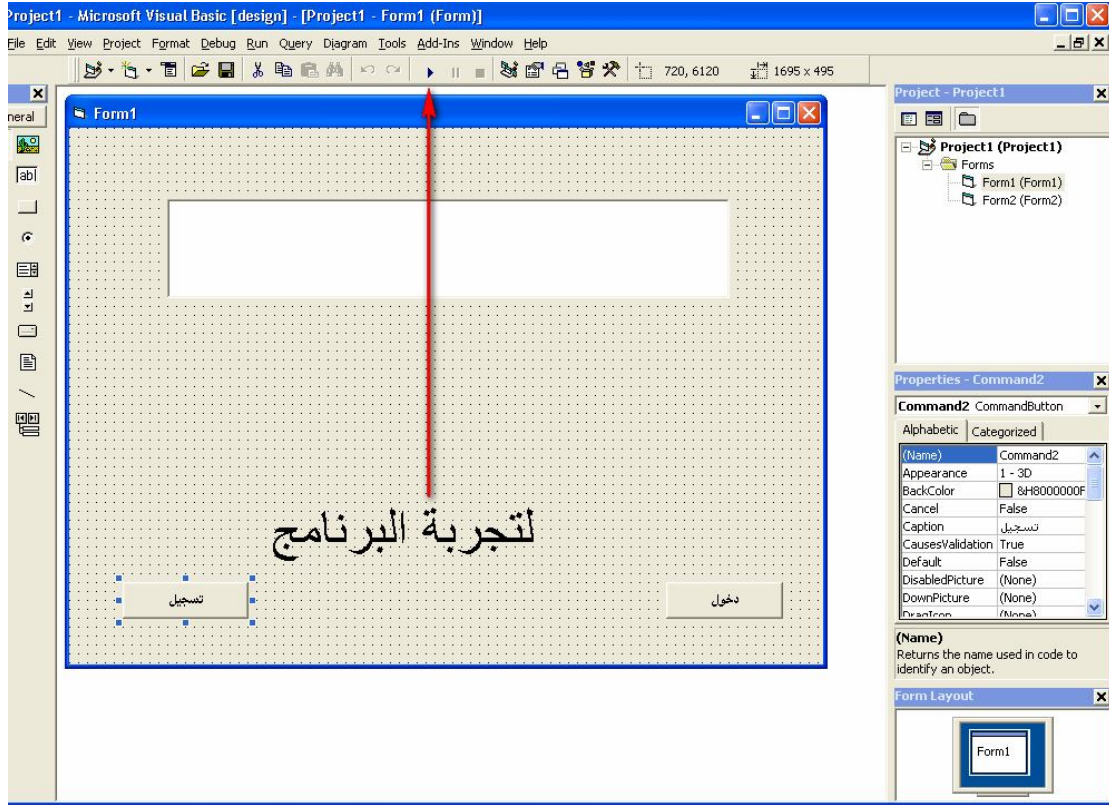 Project1 - Microsoft Visual Basic [design] - [Project1 - Form1 (Form)]
File Edit View Project Format Debug Run Query Diagram Tools Add-Ins Window Help
720, 6120 1695 x 495
neral
ab
Form1
لتجربة البرنامج
تسجيل
دخول
Project - Project1
Project1 (Project1)
Forms
Form1 (Form1)
Form2 (Form2)
Properties - Command2
Command2 CommandButton
Alphabetic Categorized
(Name) Command2
Appearance 1 - 3D
BackColor &H8000000F
Cancel False
Caption تسجيل
CausesValidation True
Default False
DisabledPicture (None)
DownPicture (None)
DragIcon (None)
(Name)
Returns the name used in code to
identify an object.
Form Layout
Form1